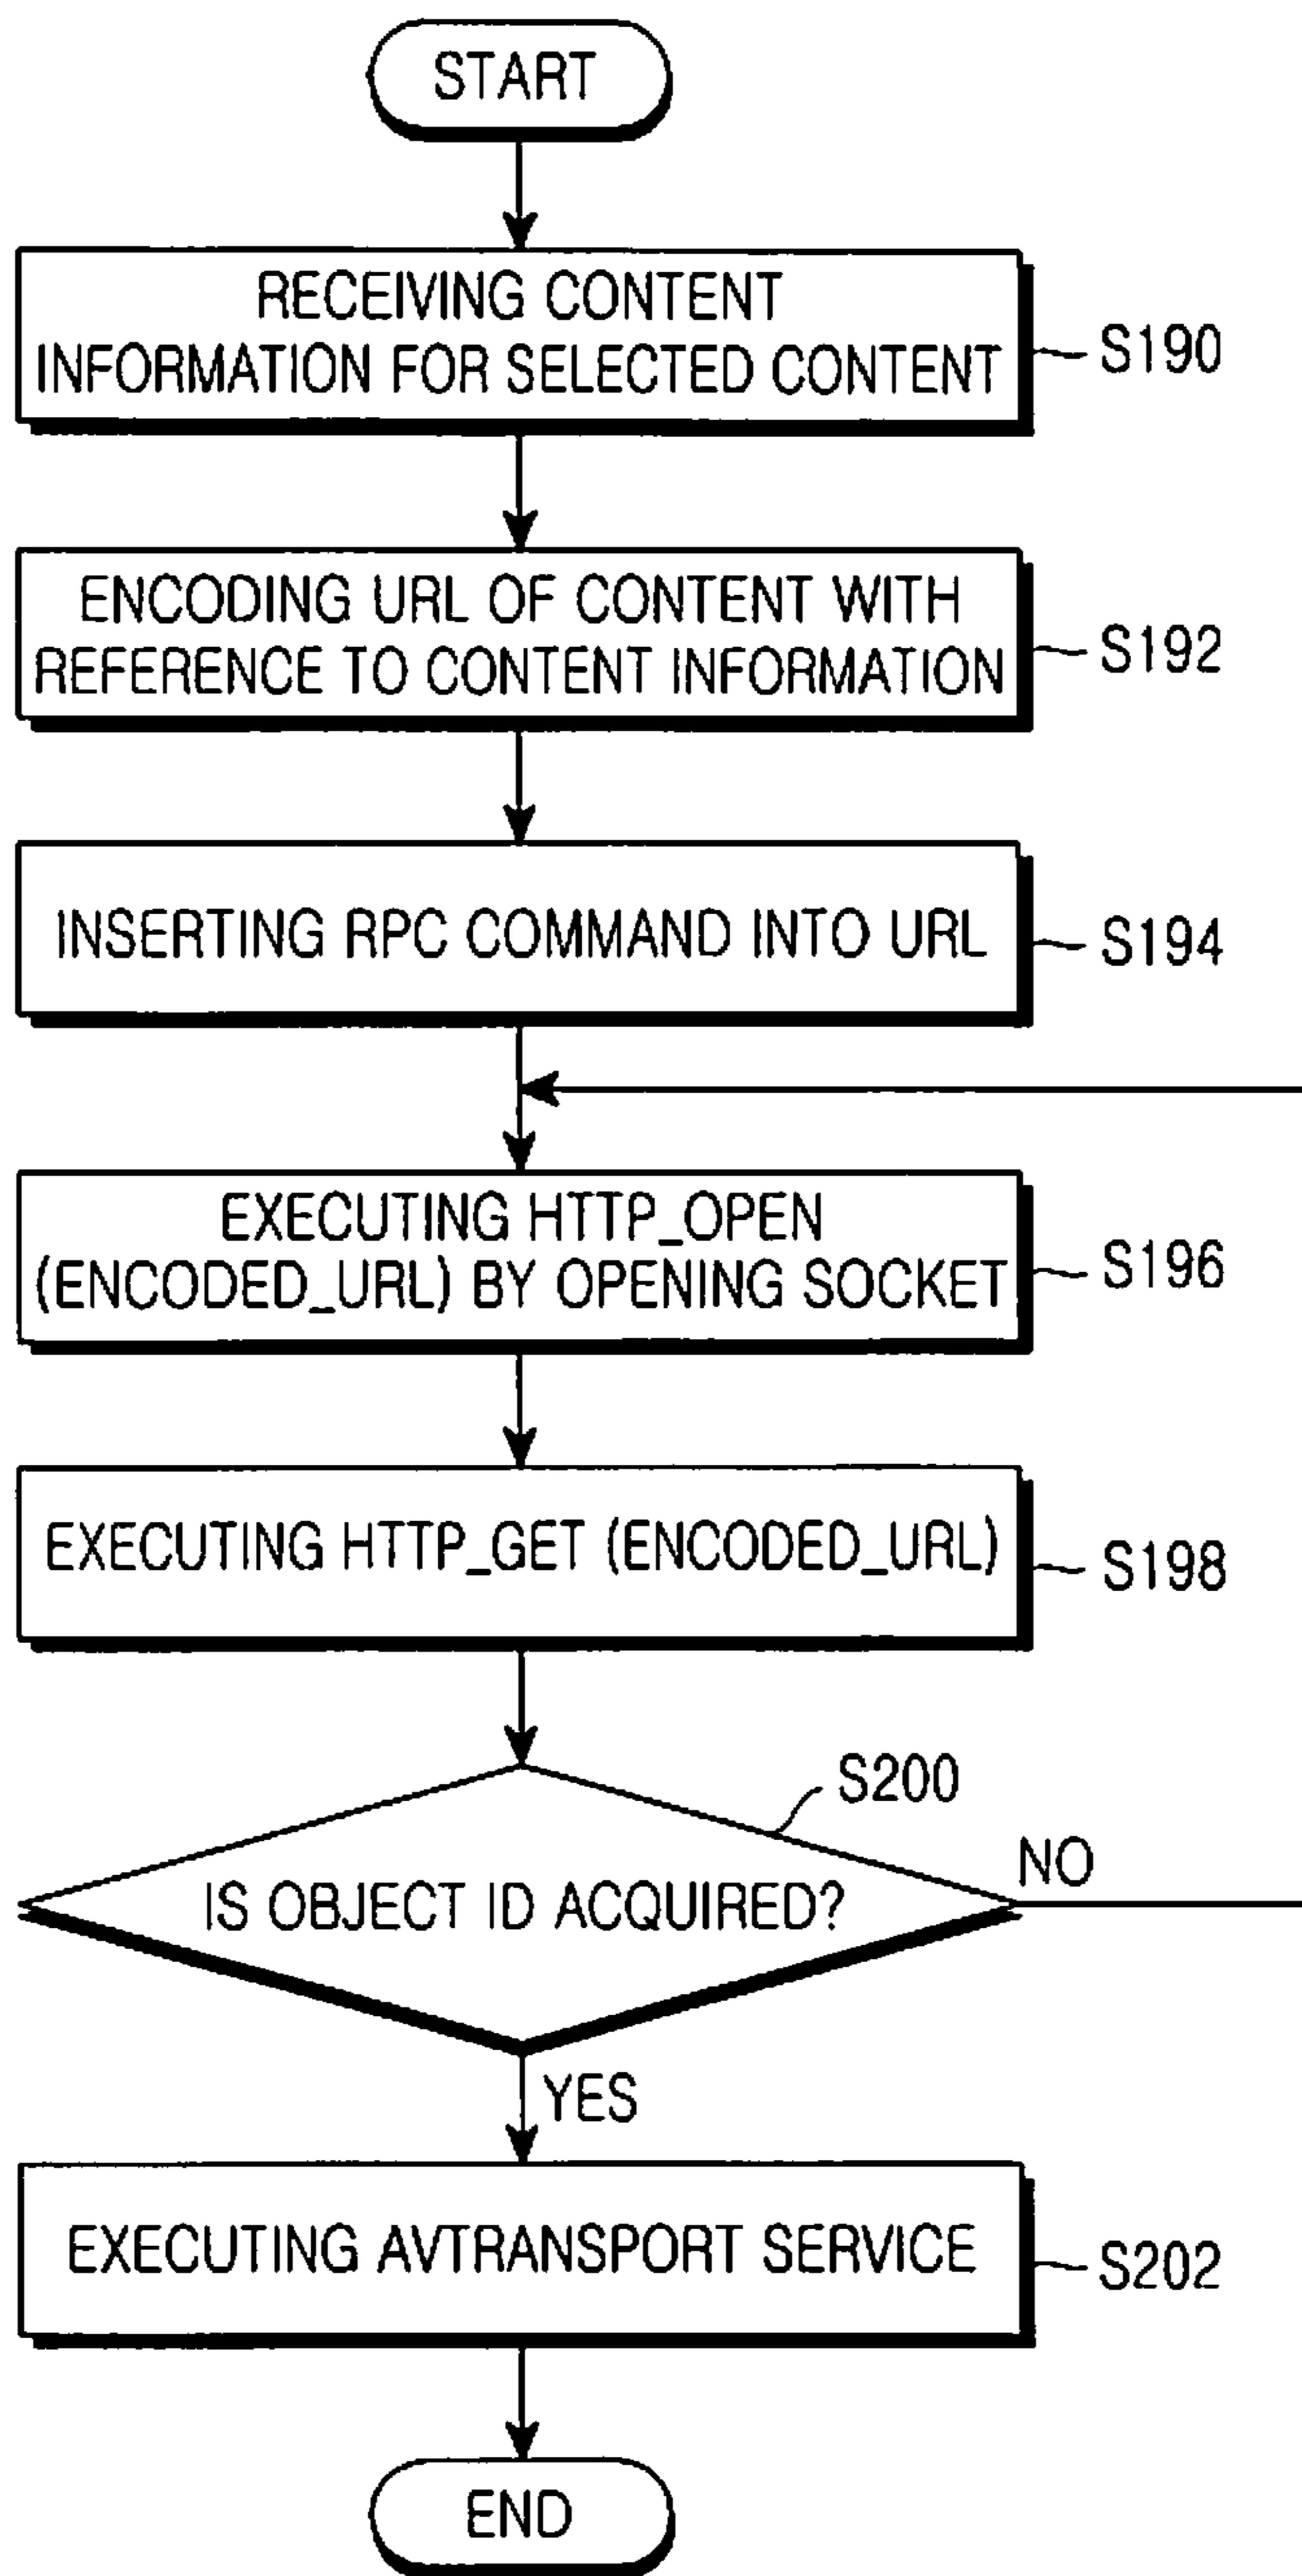 START
RECEIVING CONTENT
INFORMATION FOR SELECTED CONTENT
S190
ENCODING URL OF CONTENT WITH
REFERENCE TO CONTENT INFORMATION
S192
INSERTING RPC COMMAND INTO URL
S194
EXECUTING HTTP_OPEN
(ENCODED_URL) BY OPENING SOCKET
S196
EXECUTING HTTP_GET (ENCODED_URL)
S198
S200
IS OBJECT ID ACQUIRED?
NO
YES
EXECUTING AVTRANSPORT SERVICE
S202
END